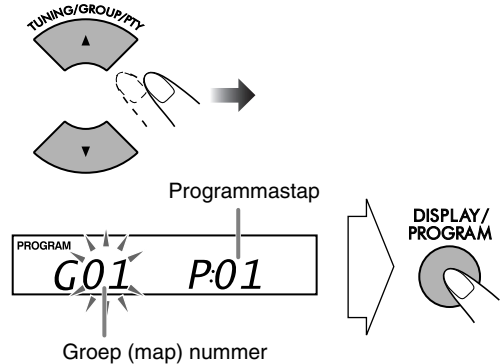 TUNING/GROUP/PTY
Programmastap
DISPLAY/
PROGRAM
PROGRAM
G01 P:01
Groep (map) nummer